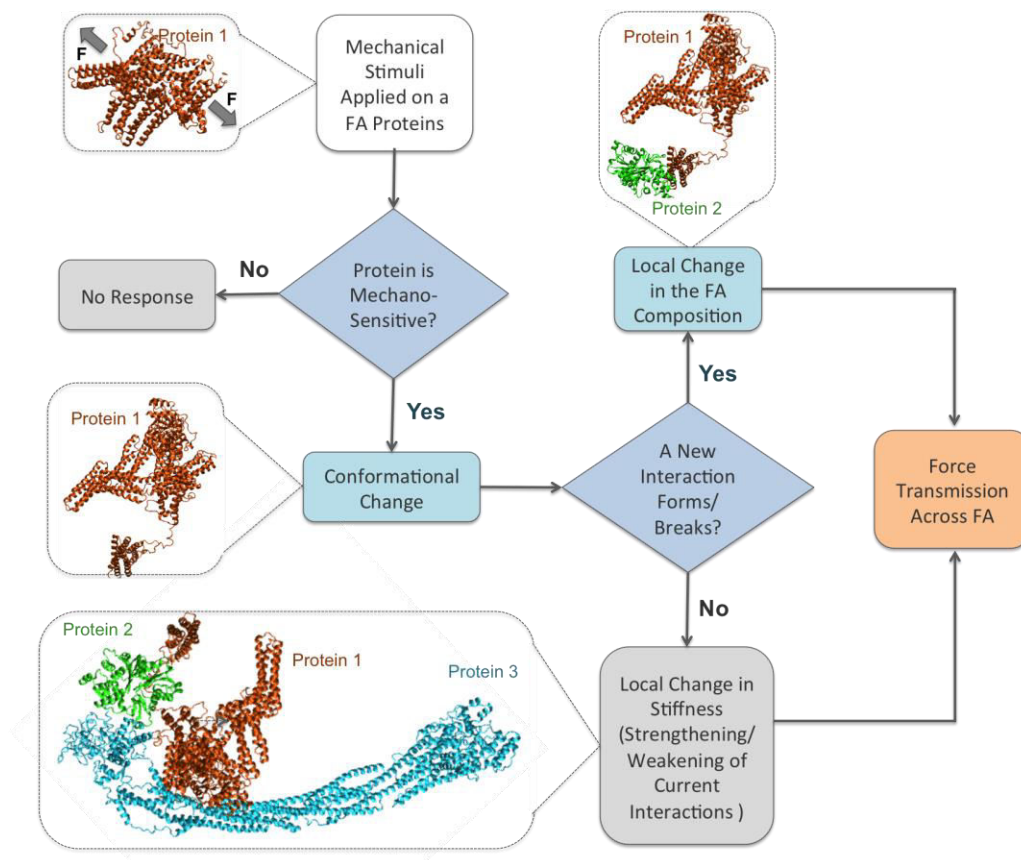 Protein 1
F
F
Mechanical
Stimuli
Applied on a
FA Proteins
Protein 1
Protein 2
No
Protein is
Mechano-
Sensitive?
No Response
Local Change
in the FA
Composition
Yes
Yes
Protein 1
Conformational
Change
A New
Interaction
Forms/
Breaks?
Force
Transmission
Across FA
No
Protein 2
Protein 1
Protein 3
Local Change in
Stiffness
(Strengthening/
Weakening of
Current
Interactions )